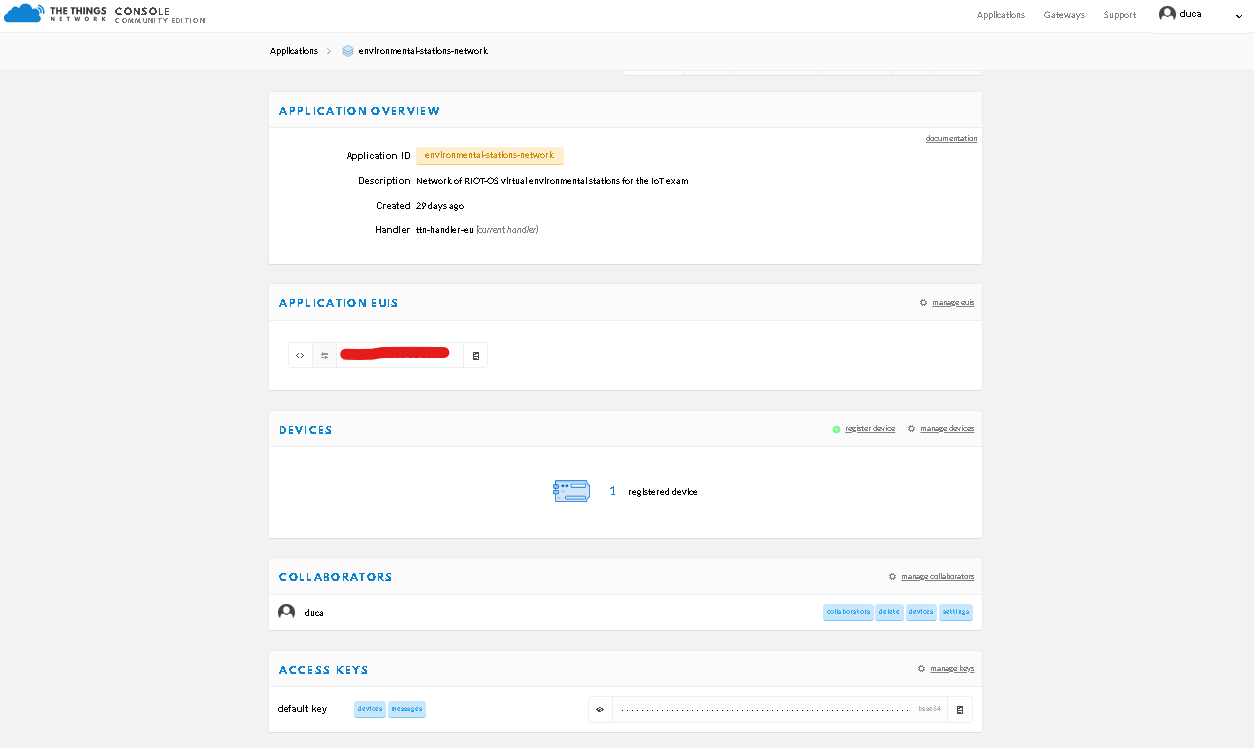 THE THINGS NETWORK CONSOLE COMMUNITY EDITION
Applications Gateways Support duca
Applications > environmental-stations-network
APPLICATION OVERVIEW
documentation
Application ID environmental-stations-network
Description Network of RIOT-OS virtual environmental stations for the IoT exam
Created 29 days ago
Handler ttn-handler-eu (current handler)
APPLICATION EUIS
manage euis
<>
DEVICES
register device manage devices
1 registered device
COLLABORATORS
manage collaborators
duca collaborators delete devices settings
ACCESS KEYS
manage keys
default key devices messages base64